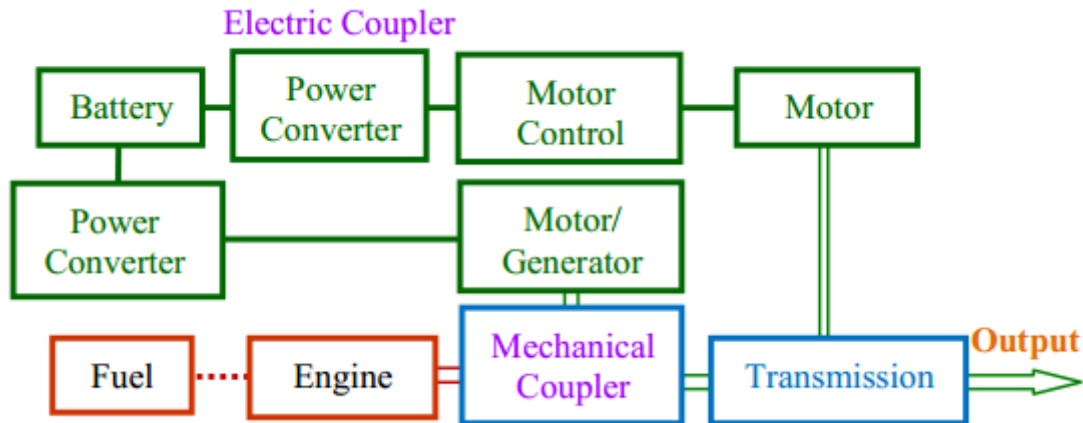 Electric Coupler
Battery
Power
Converter
Motor
Control
Motor
Power
Converter
Motor/
Generator
Fuel
Engine
Mechanical
Coupler
Transmission
Output